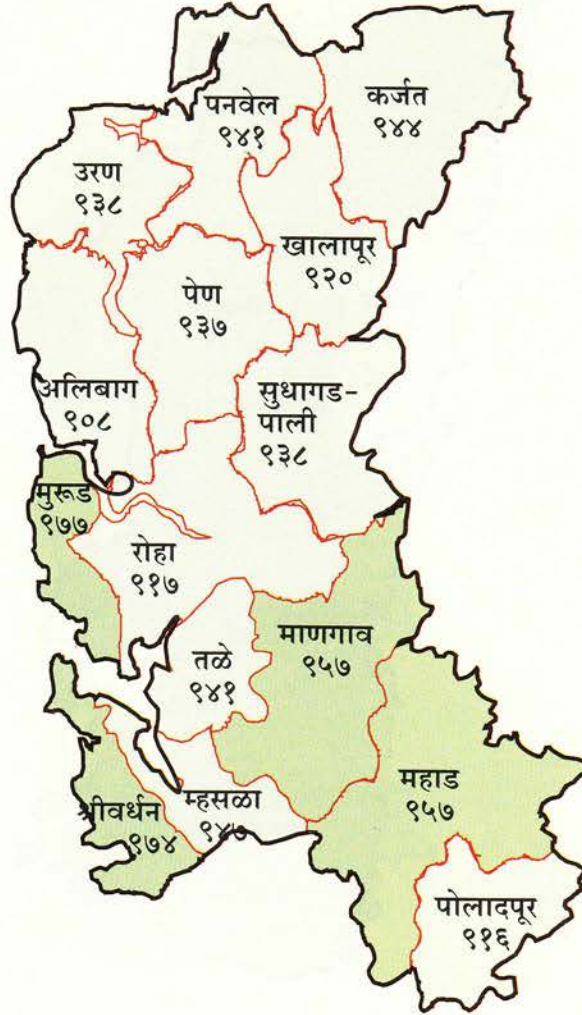 पनवेल
९४१
कर्जत
९४४
उरण
९३८
खालापूर
९२०
पेण
९३७
अलिबाग
९०८
सुधागड-
पाली
९३८
मुरूड
९७७
रोहा
९१७
माणगाव
९५७
तळे
९४१
महाड
९५७
म्हसळा
९४७
श्रीवर्धन
९७४
पोलादपूर
९१६